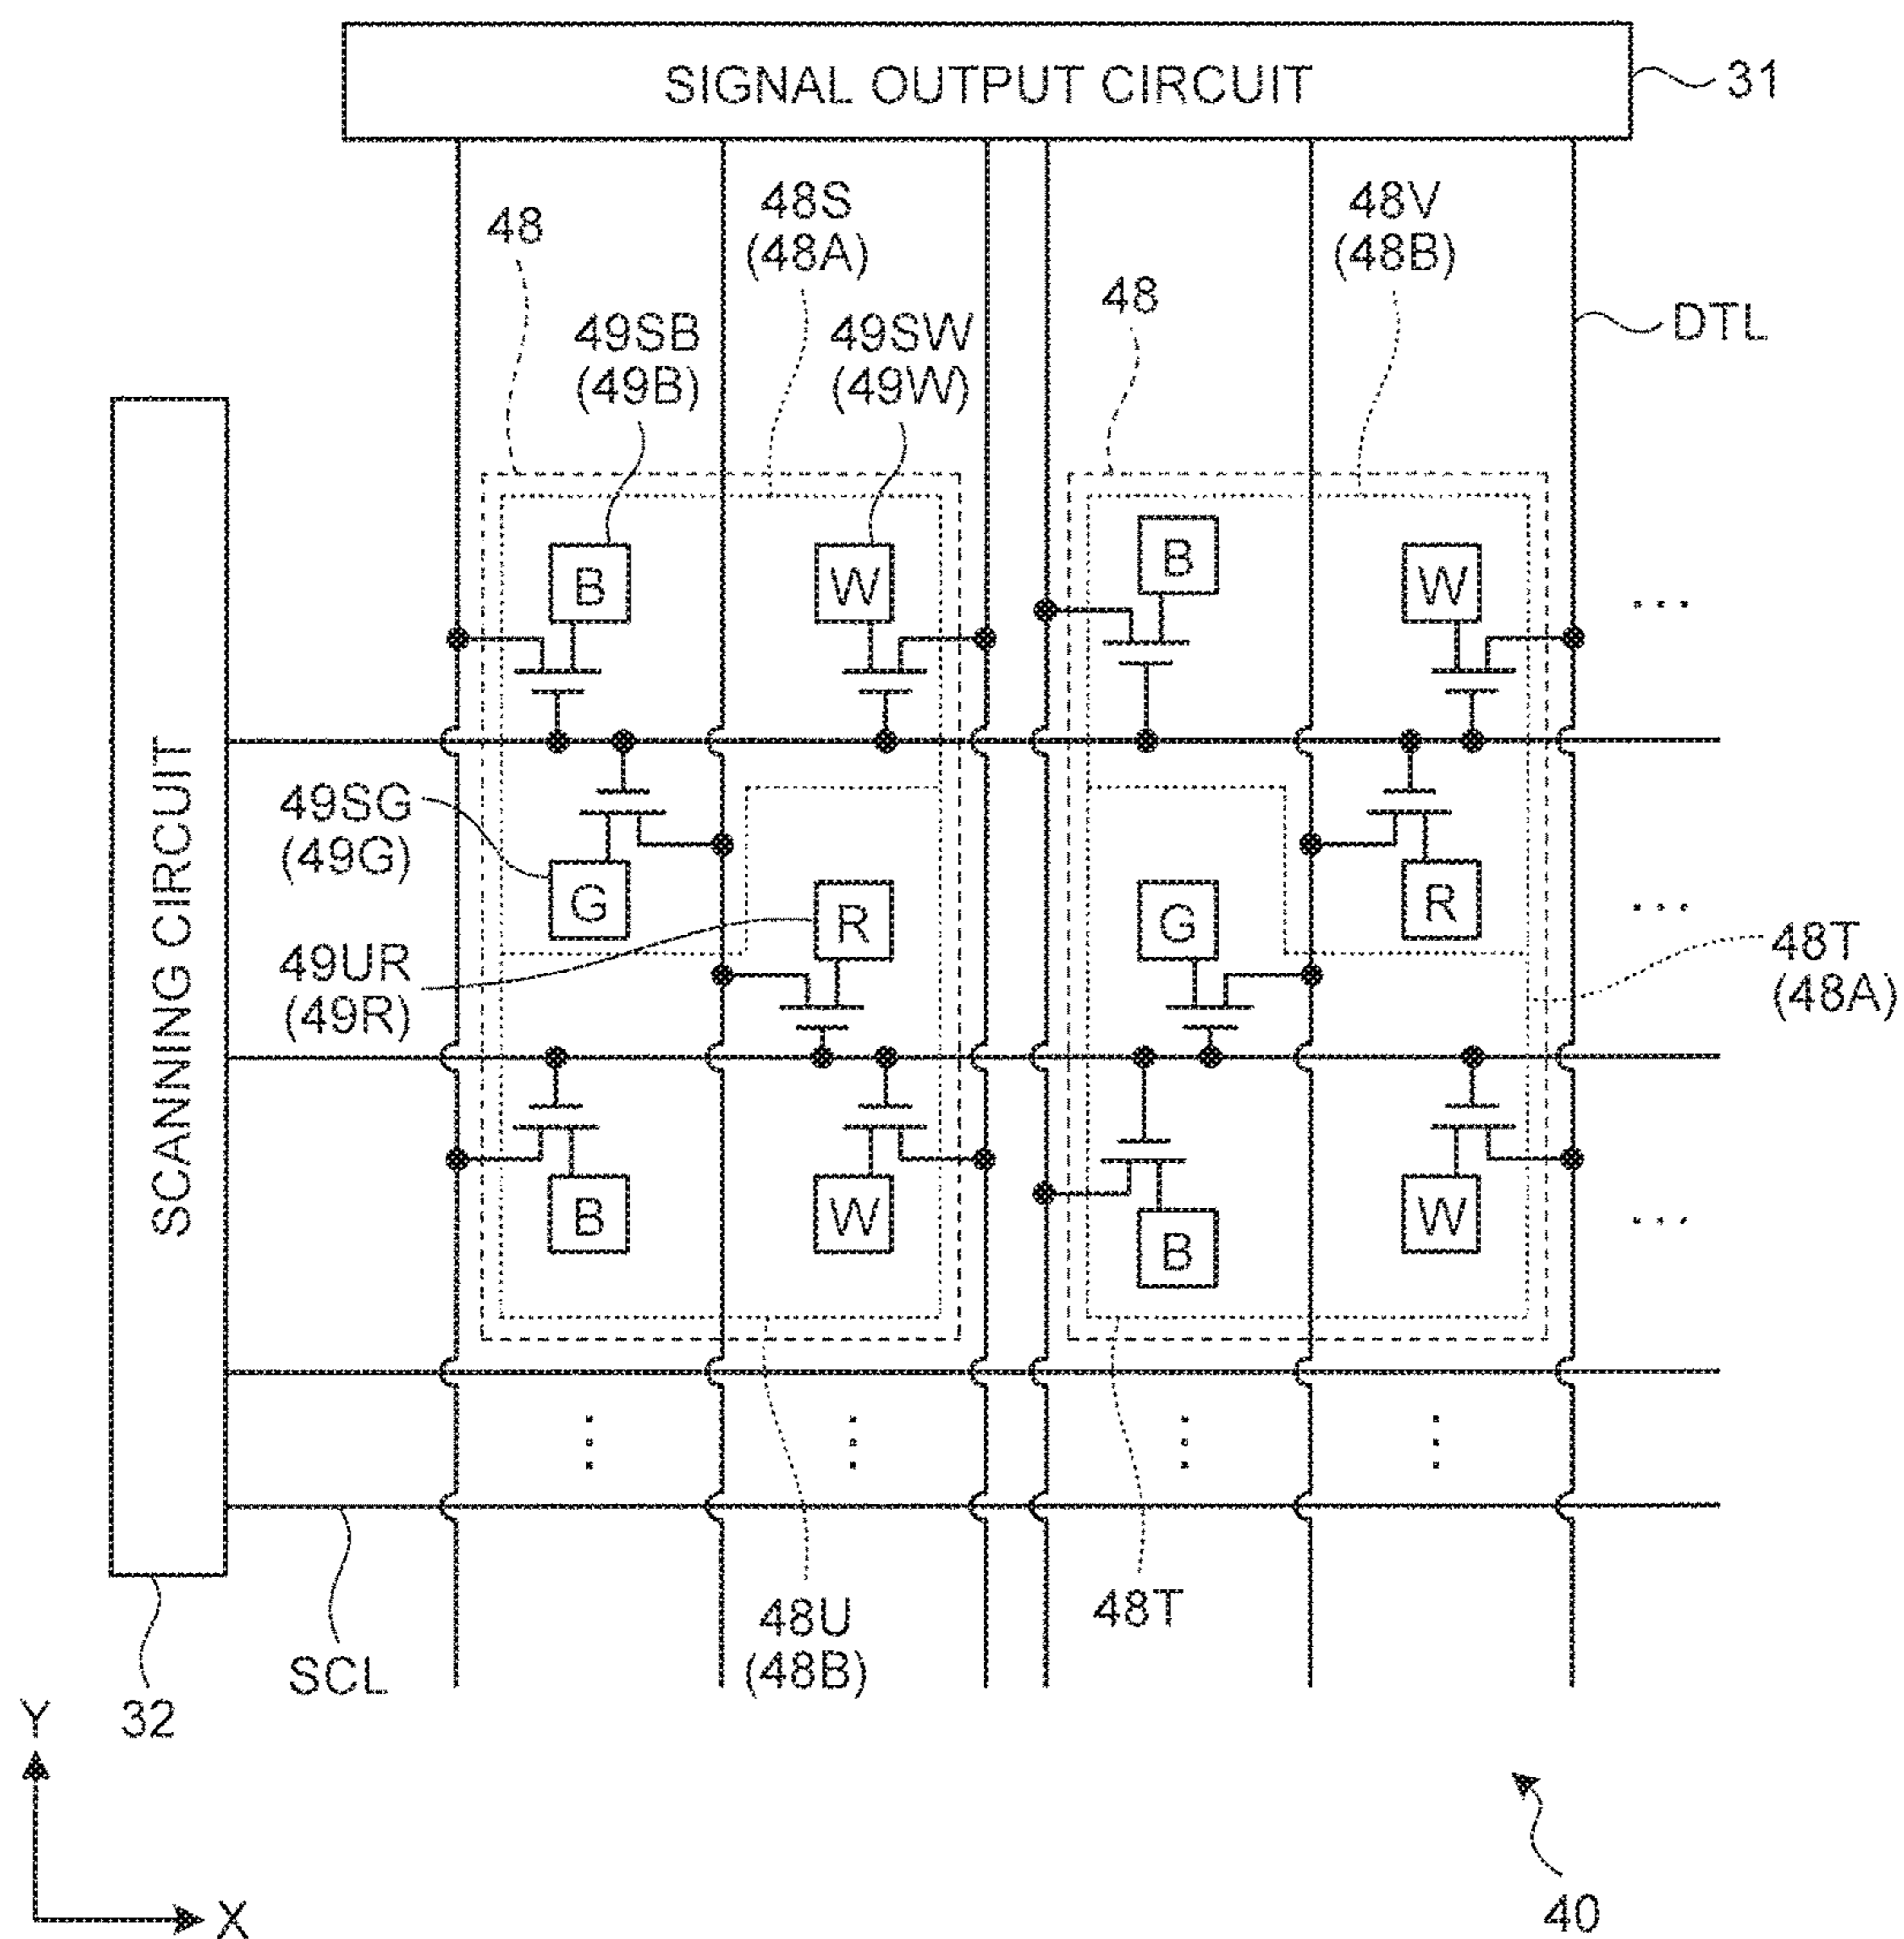 SIGNAL OUTPUT CIRCUIT
31
48
48S
(48A)
48V
(48B)
48
DTL
49SB
(49B)
49SW
(49W)
B
W
B
W
...
SCANNING CIRCUIT
49SG
(49G)
G
R
G
R
...
49UR
(49R)
48T
(48A)
B
W
B
W
...
48U
(48B)
48T
SCL
32
Y
X
40